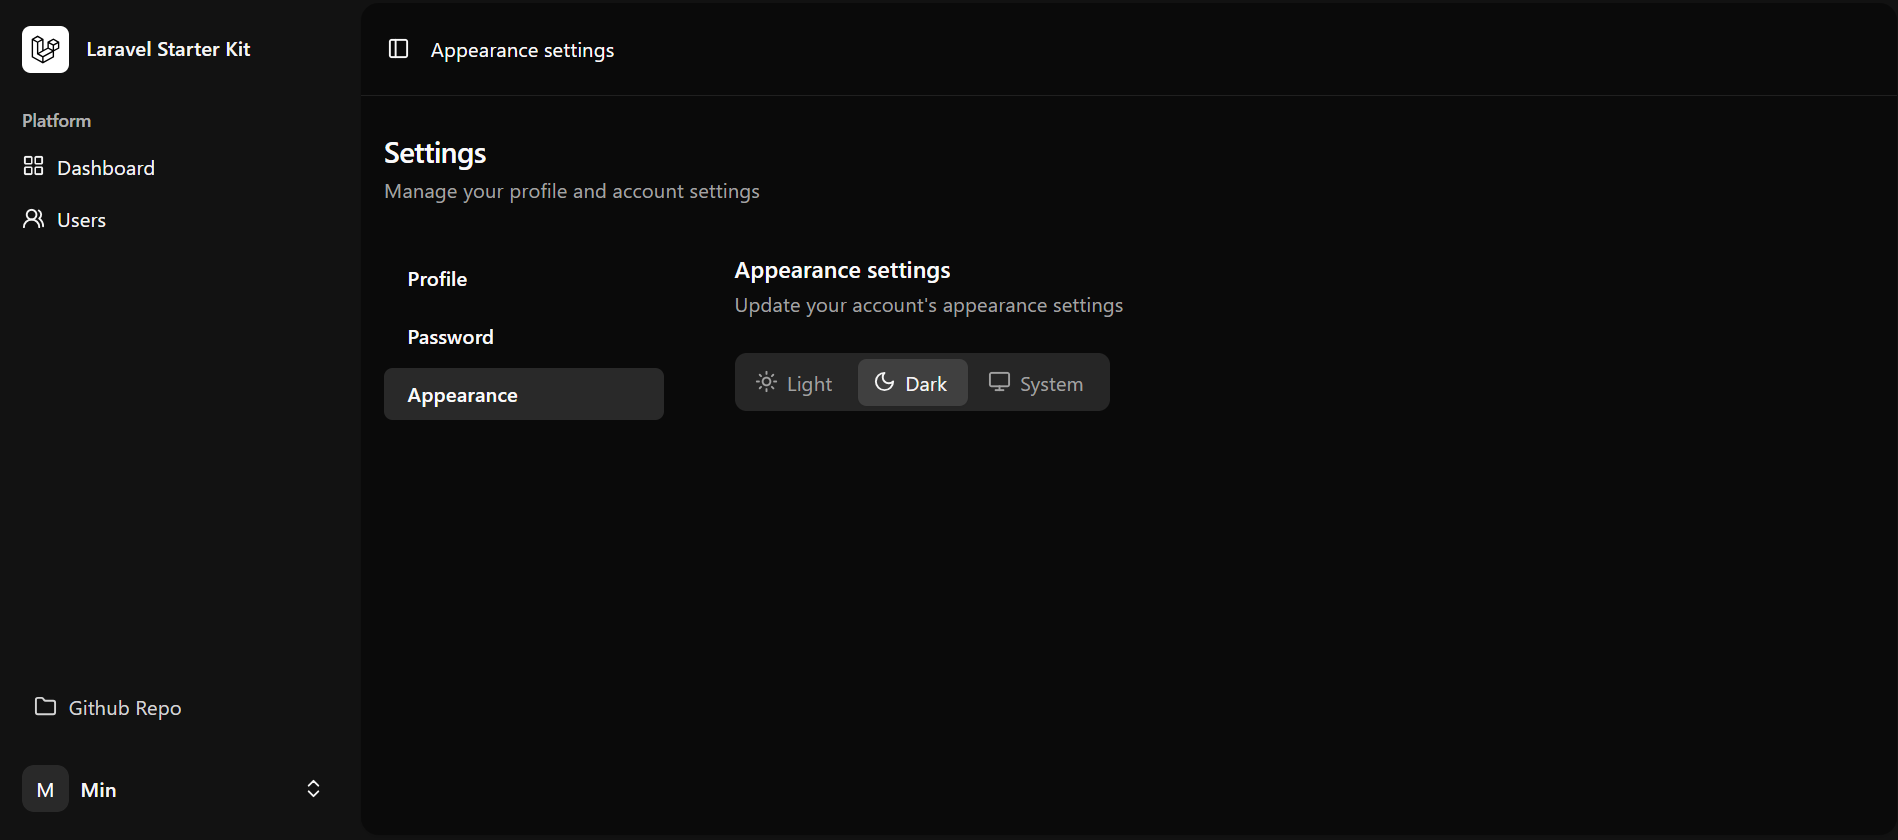 Laravel Starter Kit
Platform
Dashboard
Users
Github Repo
M
Min
Appearance settings
Settings
Manage your profile and account settings
Profile
Password
Appearance
Appearance settings
Update your account's appearance settings
Light
Dark
System